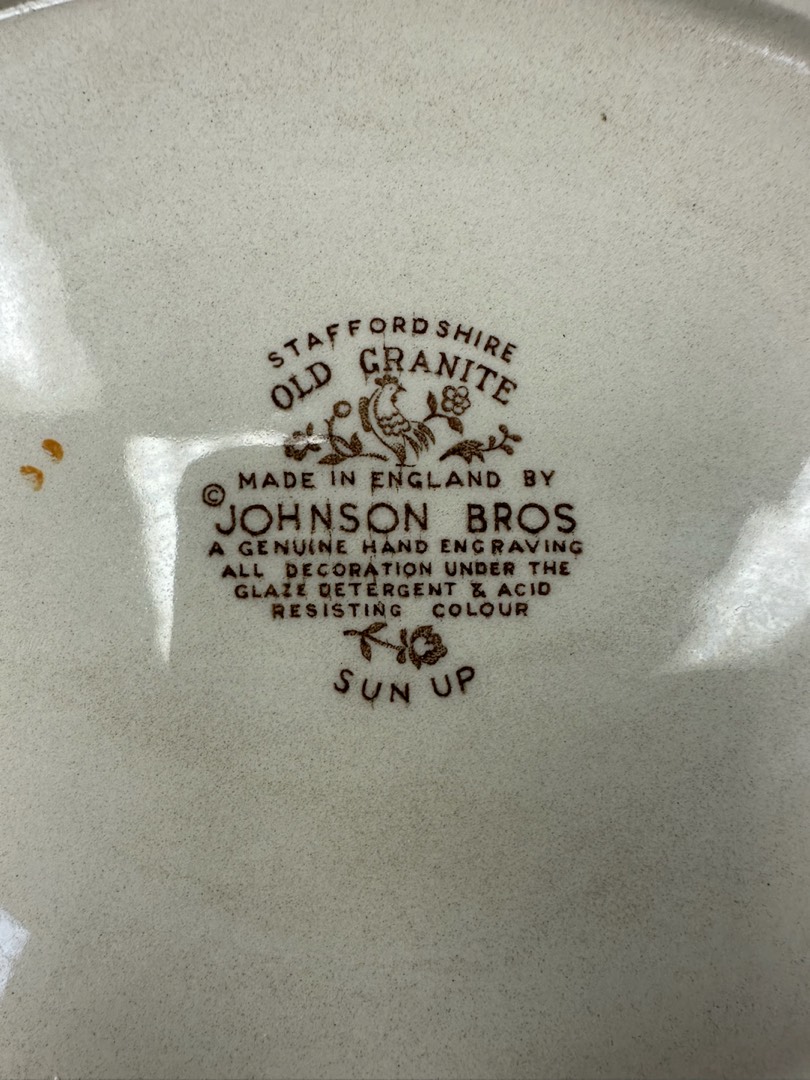 STAFFORDSHIRE
OLD GRANITE
MADE IN ENGLAND BY
© JOHNSON BROS
A GENUINE HAND ENGRAVING
ALL DECORATION UNDER THE
GLAZE DETERGENT & ACID
RESISTING COLOUR
SUN UP